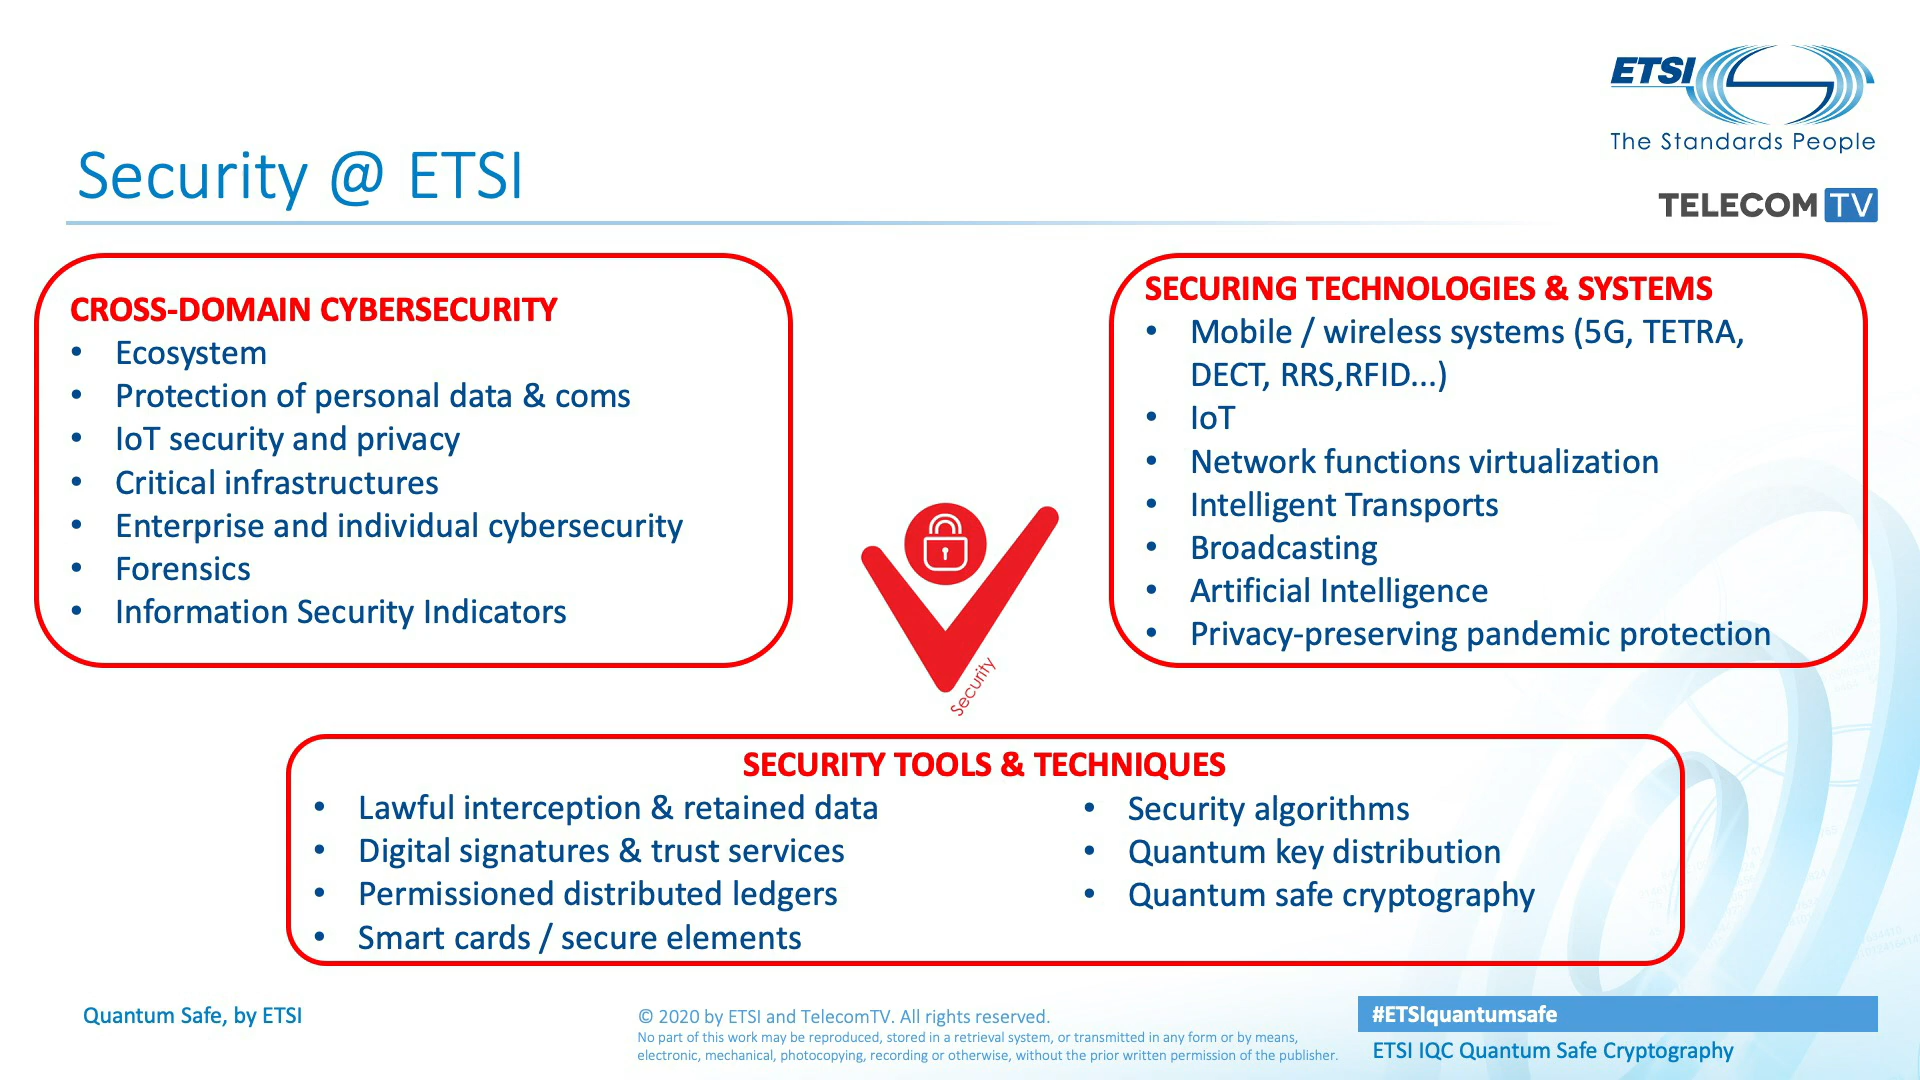 ETSI
The Standards People
Security @ ETSI
TELECOM TV
CROSS-DOMAIN CYBERSECURITY
• Ecosystem
• Protection of personal data & coms
• IoT security and privacy
• Critical infrastructures
• Enterprise and individual cybersecurity
• Forensics
• Information Security Indicators
SECURING TECHNOLOGIES & SYSTEMS
• Mobile / wireless systems (5G, TETRA,
DECT, RRS,RFID...)
• IoT
• Network functions virtualization
• Intelligent Transports
• Broadcasting
• Artificial Intelligence
• Privacy-preserving pandemic protection
Security
SECURITY TOOLS & TECHNIQUES
• Lawful interception & retained data
• Digital signatures & trust services
• Permissioned distributed ledgers
• Smart cards / secure elements
• Security algorithms
• Quantum key distribution
• Quantum safe cryptography
Quantum Safe, by ETSI
© 2020 by ETSI and TelecomTV. All rights reserved.
No part of this work may be reproduced, stored in a retrieval system, or transmitted in any form or by means,
electronic, mechanical, photocopying, recording or otherwise, without the prior written permission of the publisher.
#ETSIquantumsafe
ETSI IQC Quantum Safe Cryptography